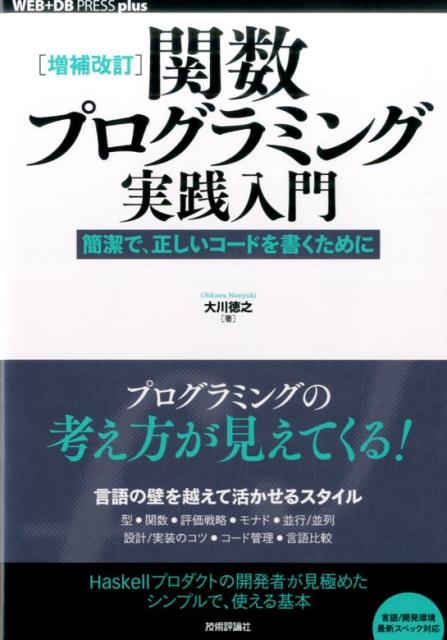 WEB+DB PRESS plus
[増補改訂]
関数
プログラミング
実践入門
簡潔で、正しいコードを書くために
Ohkawa Noriyuki
大川徳之
[著]
プログラミングの
考え方が見えてくる!
言語の壁を越えて活かせるスタイル
型●関数●評価戦略●モナド●並行/並列
設計/実装のコツ●コード管理●言語比較
Haskellプロダクトの開発者が見極めた
シンプルで、使える基本
言語/開発環境
最新スペック対応
技術評論社